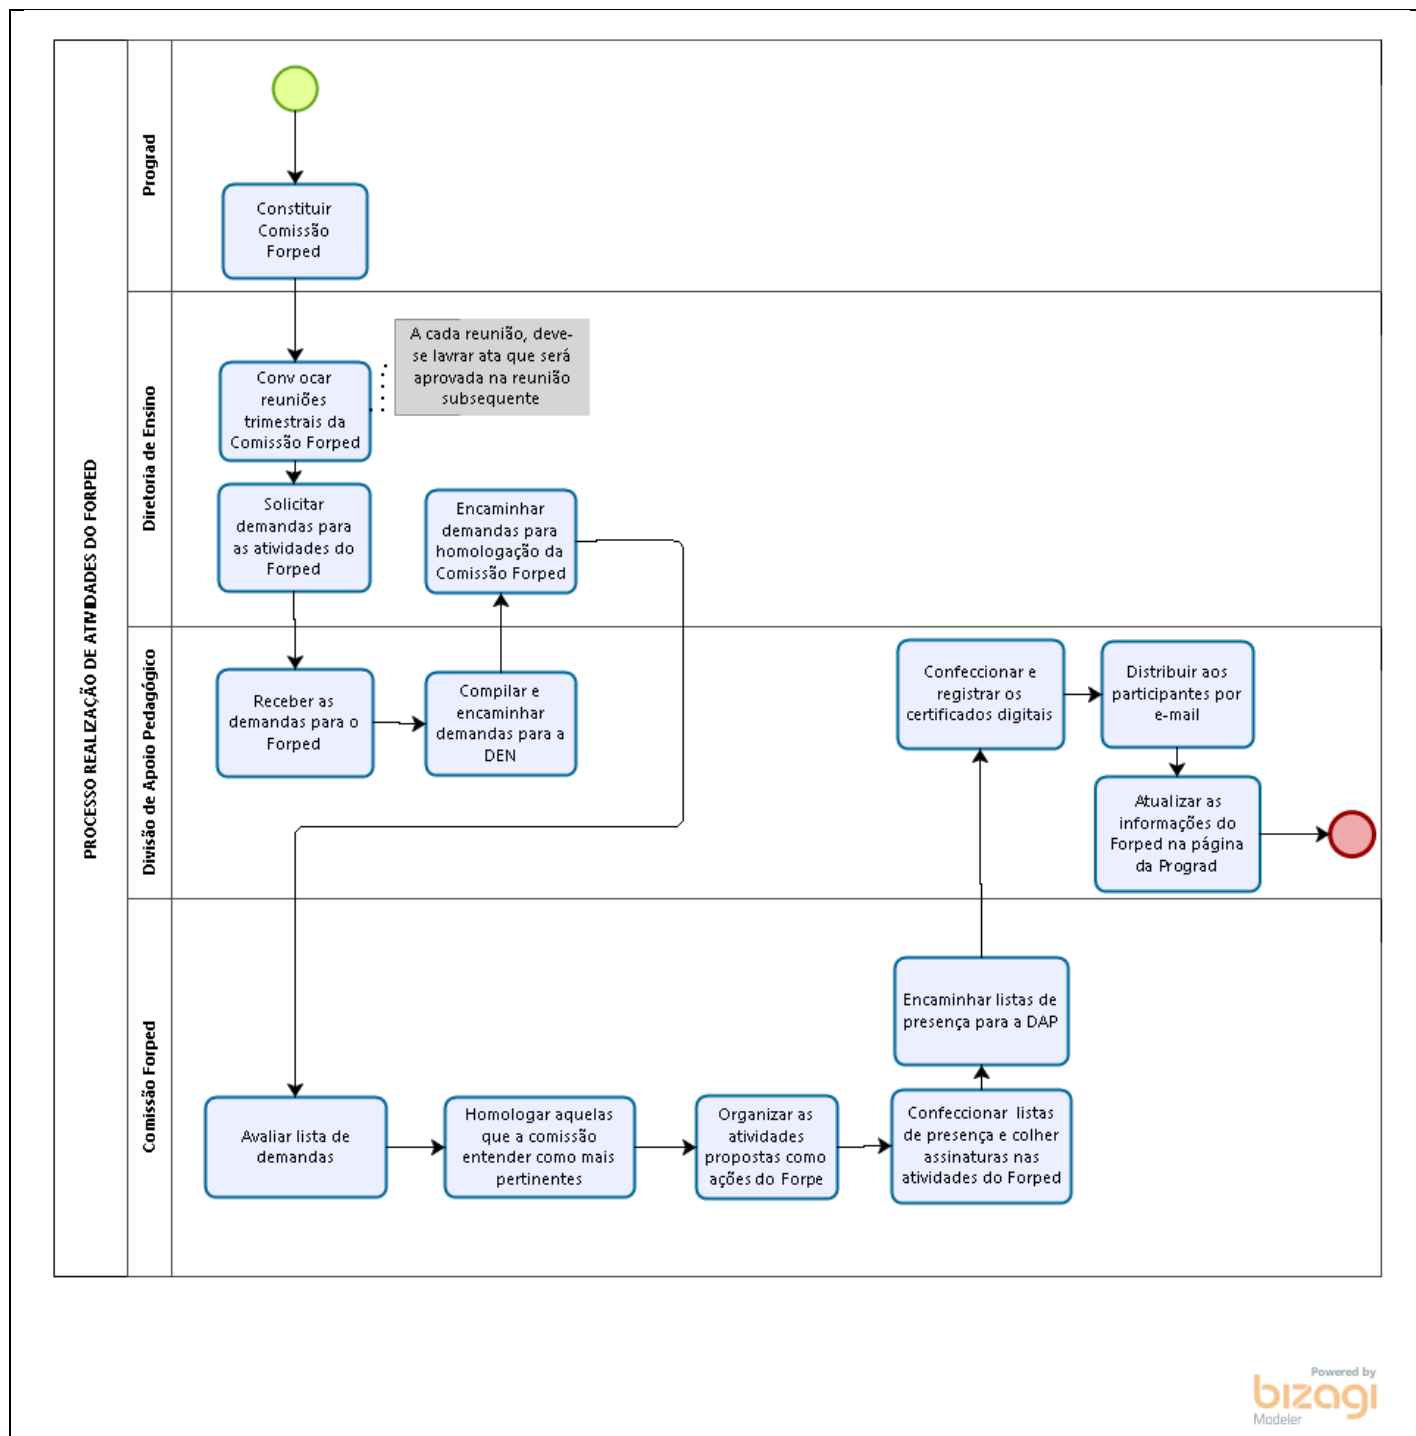 PROCESSO REALIZAÇÃO DE ATIVIDADES DO FORPED
Prograd
Constituir
Comissão
Forped
Diretoria de Ensino
Conv ocar
reuniões
trimestrais da
Comissão Forped
A cada reunião, deve-
se lavrar ata que será
aprovada na reunião
subsequente
Solicitar
demandas para
as atividades do
Forped
Encaminhar
demandas para
homologação da
Comissão Forped
Divisão de Apoio Pedagógico
Receber as
demandas para o
Forped
Compilar e
encaminhar
demandas para a
DEN
Confeccionar e
registrar os
certificados digitais
Distribuir aos
participantes por
e-mail
Atualizar as
informações do
Forped na página
da Prograd
Comissão Forped
Avaliar lista de
demandas
Homologar aquelas
que a comissão
entender como mais
pertinentes
Organizar as
atividades
propostas como
ações do Forpe
Confeccionar listas
de presença e colher
assinaturas nas
atividades do Forped
Encaminhar listas de
presença para a DAP
Powered by
bizagi
Modeler